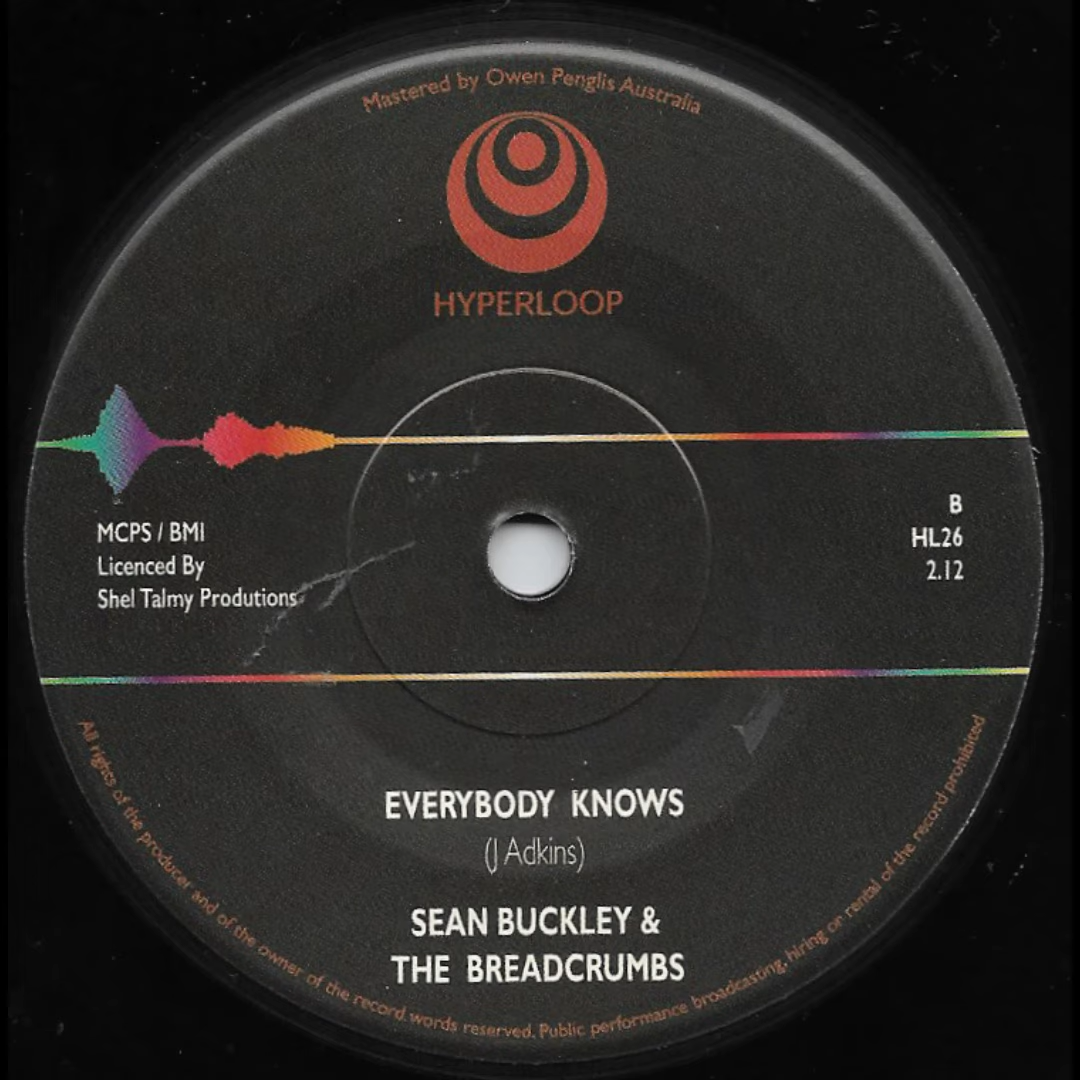 Mastered by Owen Penglis Australia
HYPERLOOP
MCPS / BMI
Licenced By
Shel Talmy Produtions
B
HL26
2.12
EVERYBODY KNOWS
(J Adkins)
SEAN BUCKLEY &
THE BREADCRUMBS
All rights of the producer and of the owner of the record words reserved. Public performance broadcasting, hiring or rental of the record prohibited